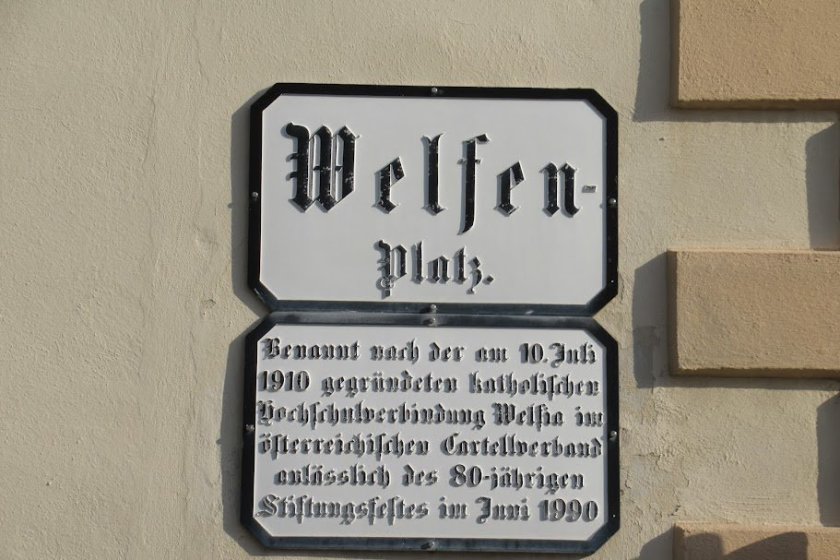 Welfen-
Platz.
Benannt nach der am 10. Juli
1910 gegründeten katholischen
Hochschulverbindung Welfia im
österreichischen Cartellverband
anlässlich des 80-jährigen
Stiftungsfestes im Juni 1990